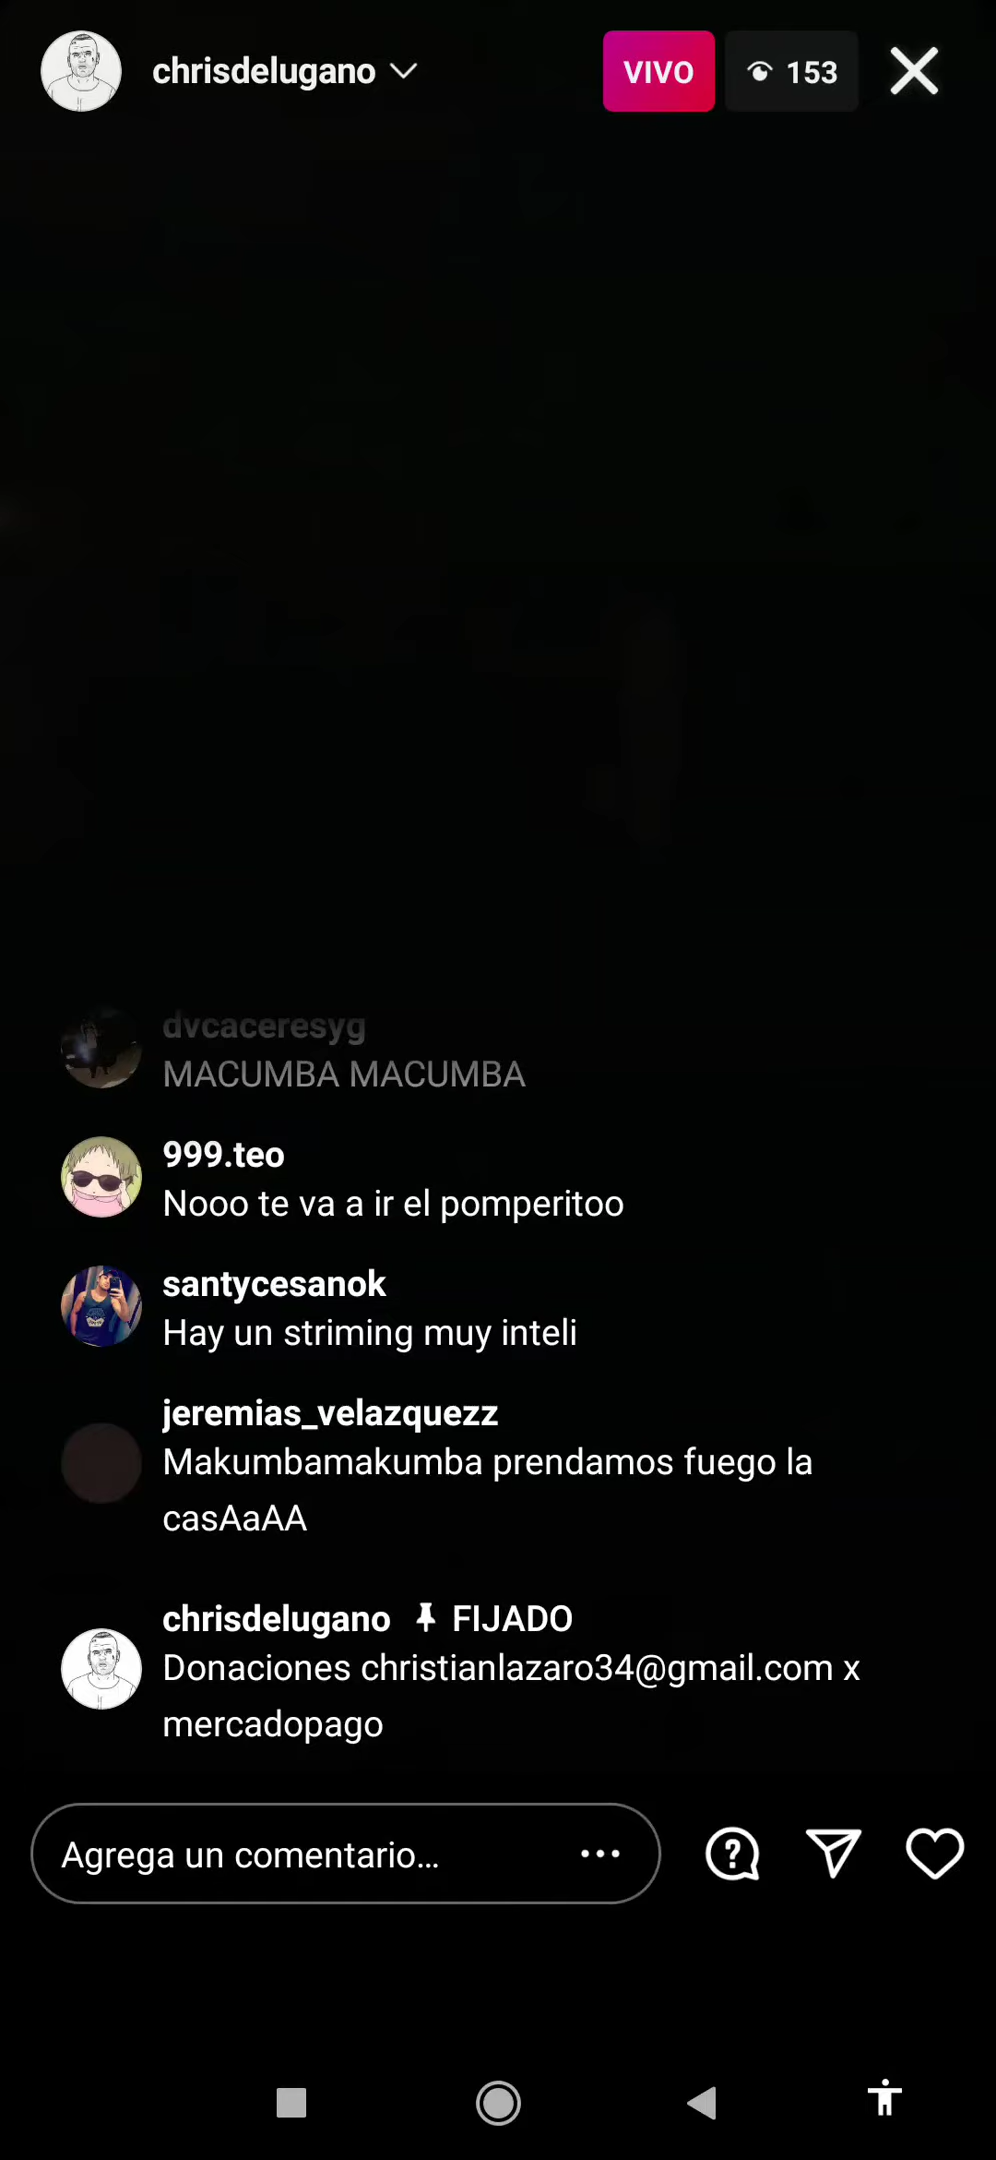 chrisdelugano
VIVO
153
dvcaceresyg
MACUMBA MACUMBA
999.teo
Nooo te va a ir el pomperitoo
santycesanok
Hay un striming muy inteli
jeremias_velazquezz
Makumbamakumba prendamos fuego la
casAaAA
chrisdelugano FIJADO
Donaciones christianlazaro34@gmail.com x
mercadopago
Agrega un comentario...